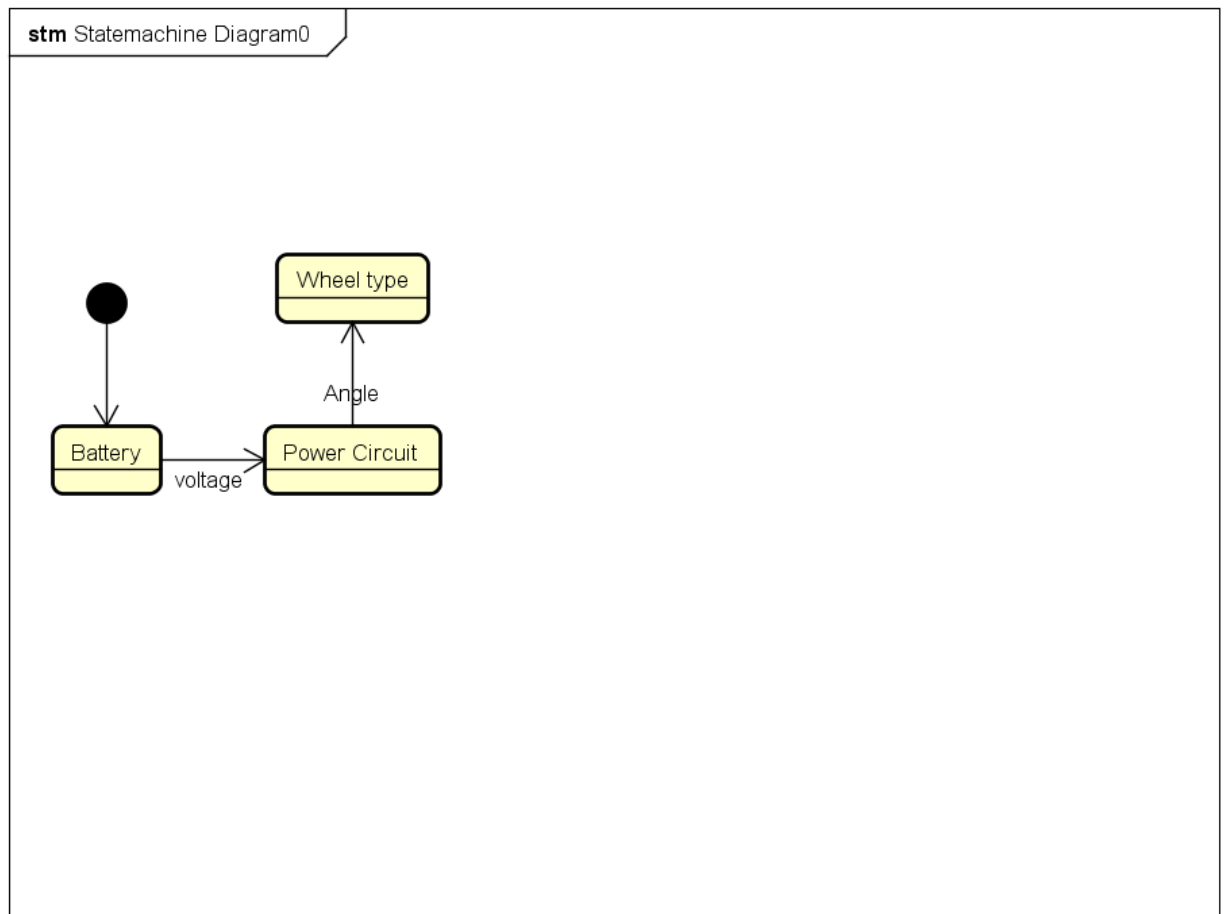 stm Statemachine Diagram0
Wheel type
Angle
Battery
Power Circuit
voltage